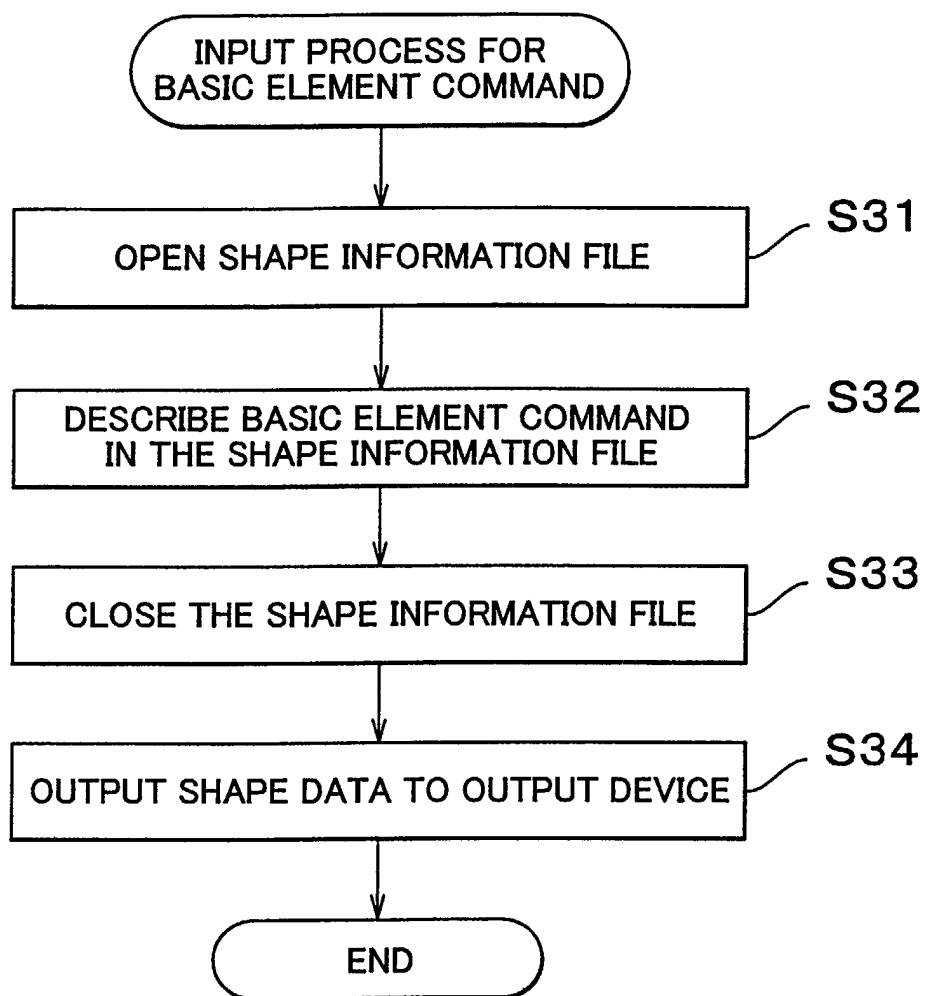 INPUT PROCESS FOR
BASIC ELEMENT COMMAND
S31
OPEN SHAPE INFORMATION FILE
S32
DESCRIBE BASIC ELEMENT COMMAND
IN THE SHAPE INFORMATION FILE
S33
CLOSE THE SHAPE INFORMATION FILE
S34
OUTPUT SHAPE DATA TO OUTPUT DEVICE
END